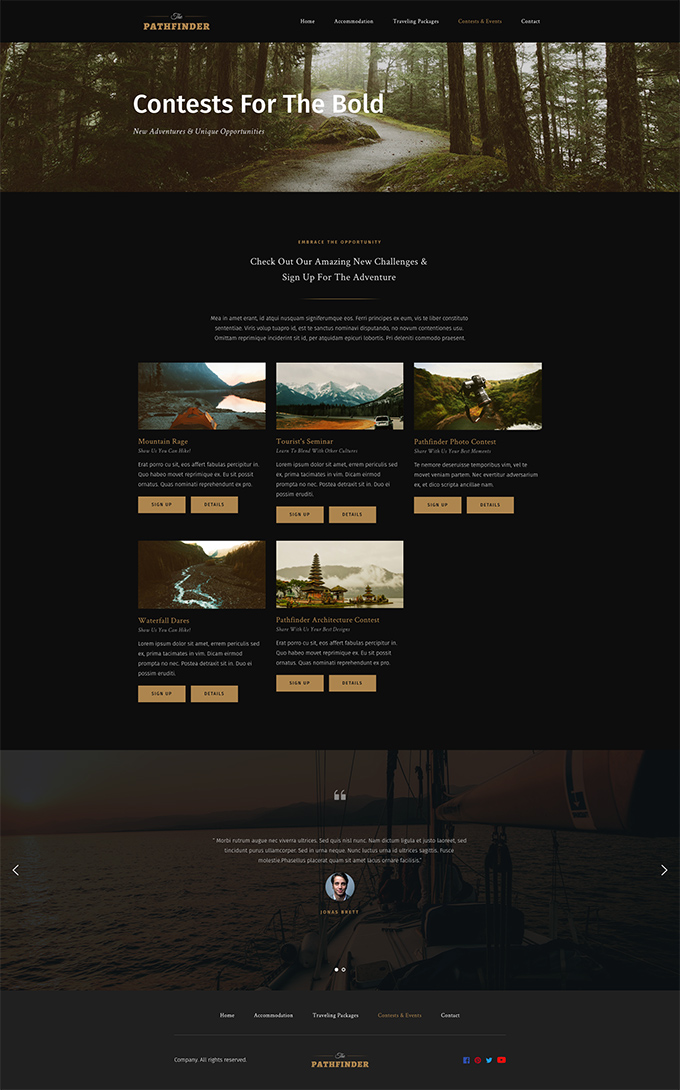 The
PATHFINDER
Home Accommodation Traveling Packages Contests & Events Contact
Contests For The Bold
New Adventures & Unique Opportunities
EMBRACE THE OPPORTUNITY
Check Out Our Amazing New Challenges &
Sign Up For The Adventure
Mea in amet erant, id atqui nusquam signiferumque eos. Ferri principes ex eum, vis te liber constituto
sententiae. Viris volup tuapro id, est te sanctus nominavi disputando, no novum contentiones usu.
Omittam reprimique inciderint sit id, per atquidam epicuri lobortis. Pri deleniti commodo praesent.
Mountain Rage
Show Us You Can Hike!
Erat porro cu sit, eos affert fabulas percipitur in.
Quo habeo movet reprimique ex. Eu sit possit
ornatus. Quas nominati reprehendunt ex pro.
SIGN UP DETAILS
Tourist's Seminar
Learn To Blend With Other Cultures
Lorem ipsum dolor sit amet, errem periculis sed
ex, prima tacimates in vim. Dicam eirmod
prompta no nec. Postea detraxit sit in. Duo ei
possim eruditi.
SIGN UP DETAILS
Pathfinder Photo Contest
Share With Us Your Best Moments
Te nemore deseruisse temporibus vim, vel te
movet veniam partem. Nec evertitur adversarium
ex, et dico scripta ancillae nam.
SIGN UP DETAILS
Waterfall Dares
Show Us You Can Hike!
Lorem ipsum dolor sit amet, errem periculis sed
ex, prima tacimates in vim. Dicam eirmod
prompta no nec. Postea detraxit sit in. Duo ei
possim eruditi.
SIGN UP DETAILS
Pathfinder Architecture Contest
Share With Us Your Best Designs
Erat porro cu sit, eos affert fabulas percipitur in.
Quo habeo movet reprimique ex. Eu sit possit
ornatus. Quas nominati reprehendunt ex pro.
SIGN UP DETAILS
" Morbi rutrum augue nec viverra ultrices. Sed quis nisl nunc. Nam dictum ligula et justo laoreet, sed
tincidunt purus ullamcorper. Sed in urna neque. Nunc luctus urna id ultrices sagittis. Fusce
molestie.Phasellus placerat quam sit amet lacus ornare facilisis."
JONAS BRETT
Home Accommodation Traveling Packages Contests & Events Contact
Company. All rights reserved.
The
PATHFINDER